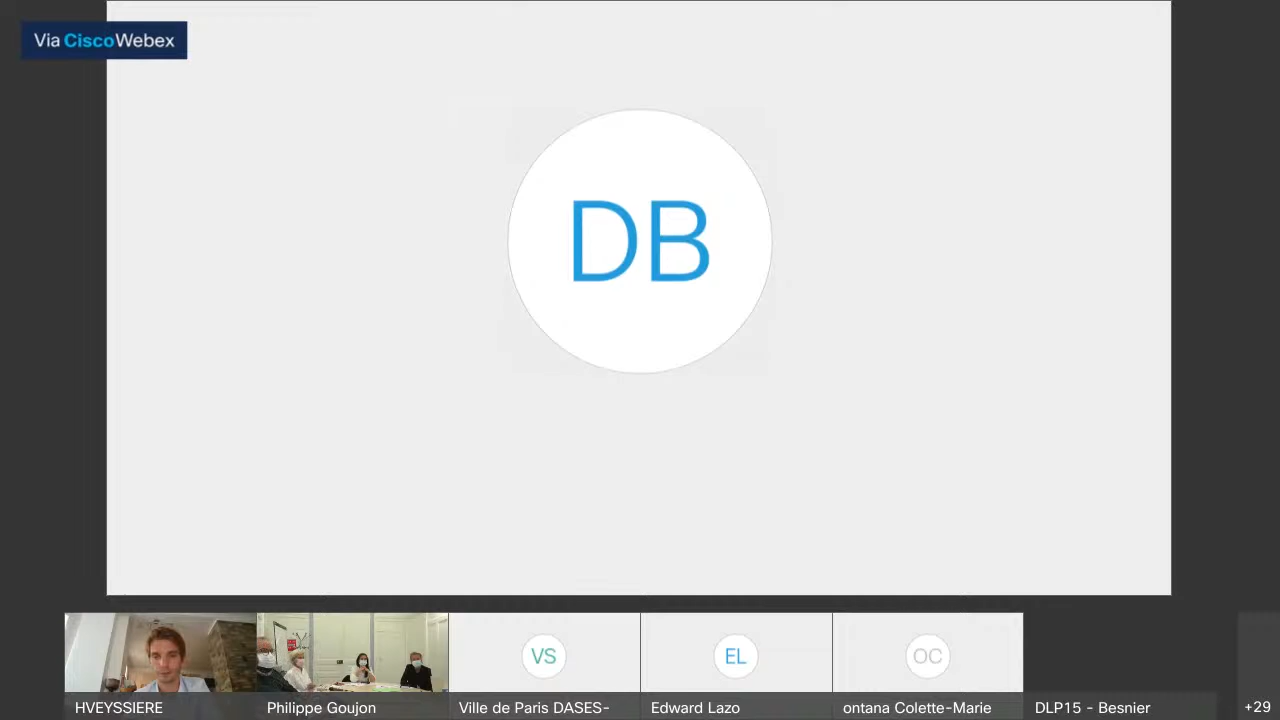 Via CiscoWebex
DB
VS
EL
OC
HVEYSSIERE
Philippe Goujon
Ville de Paris DASES-
Edward Lazo
ontana Colette-Marie
DLP15 - Besnier
+29